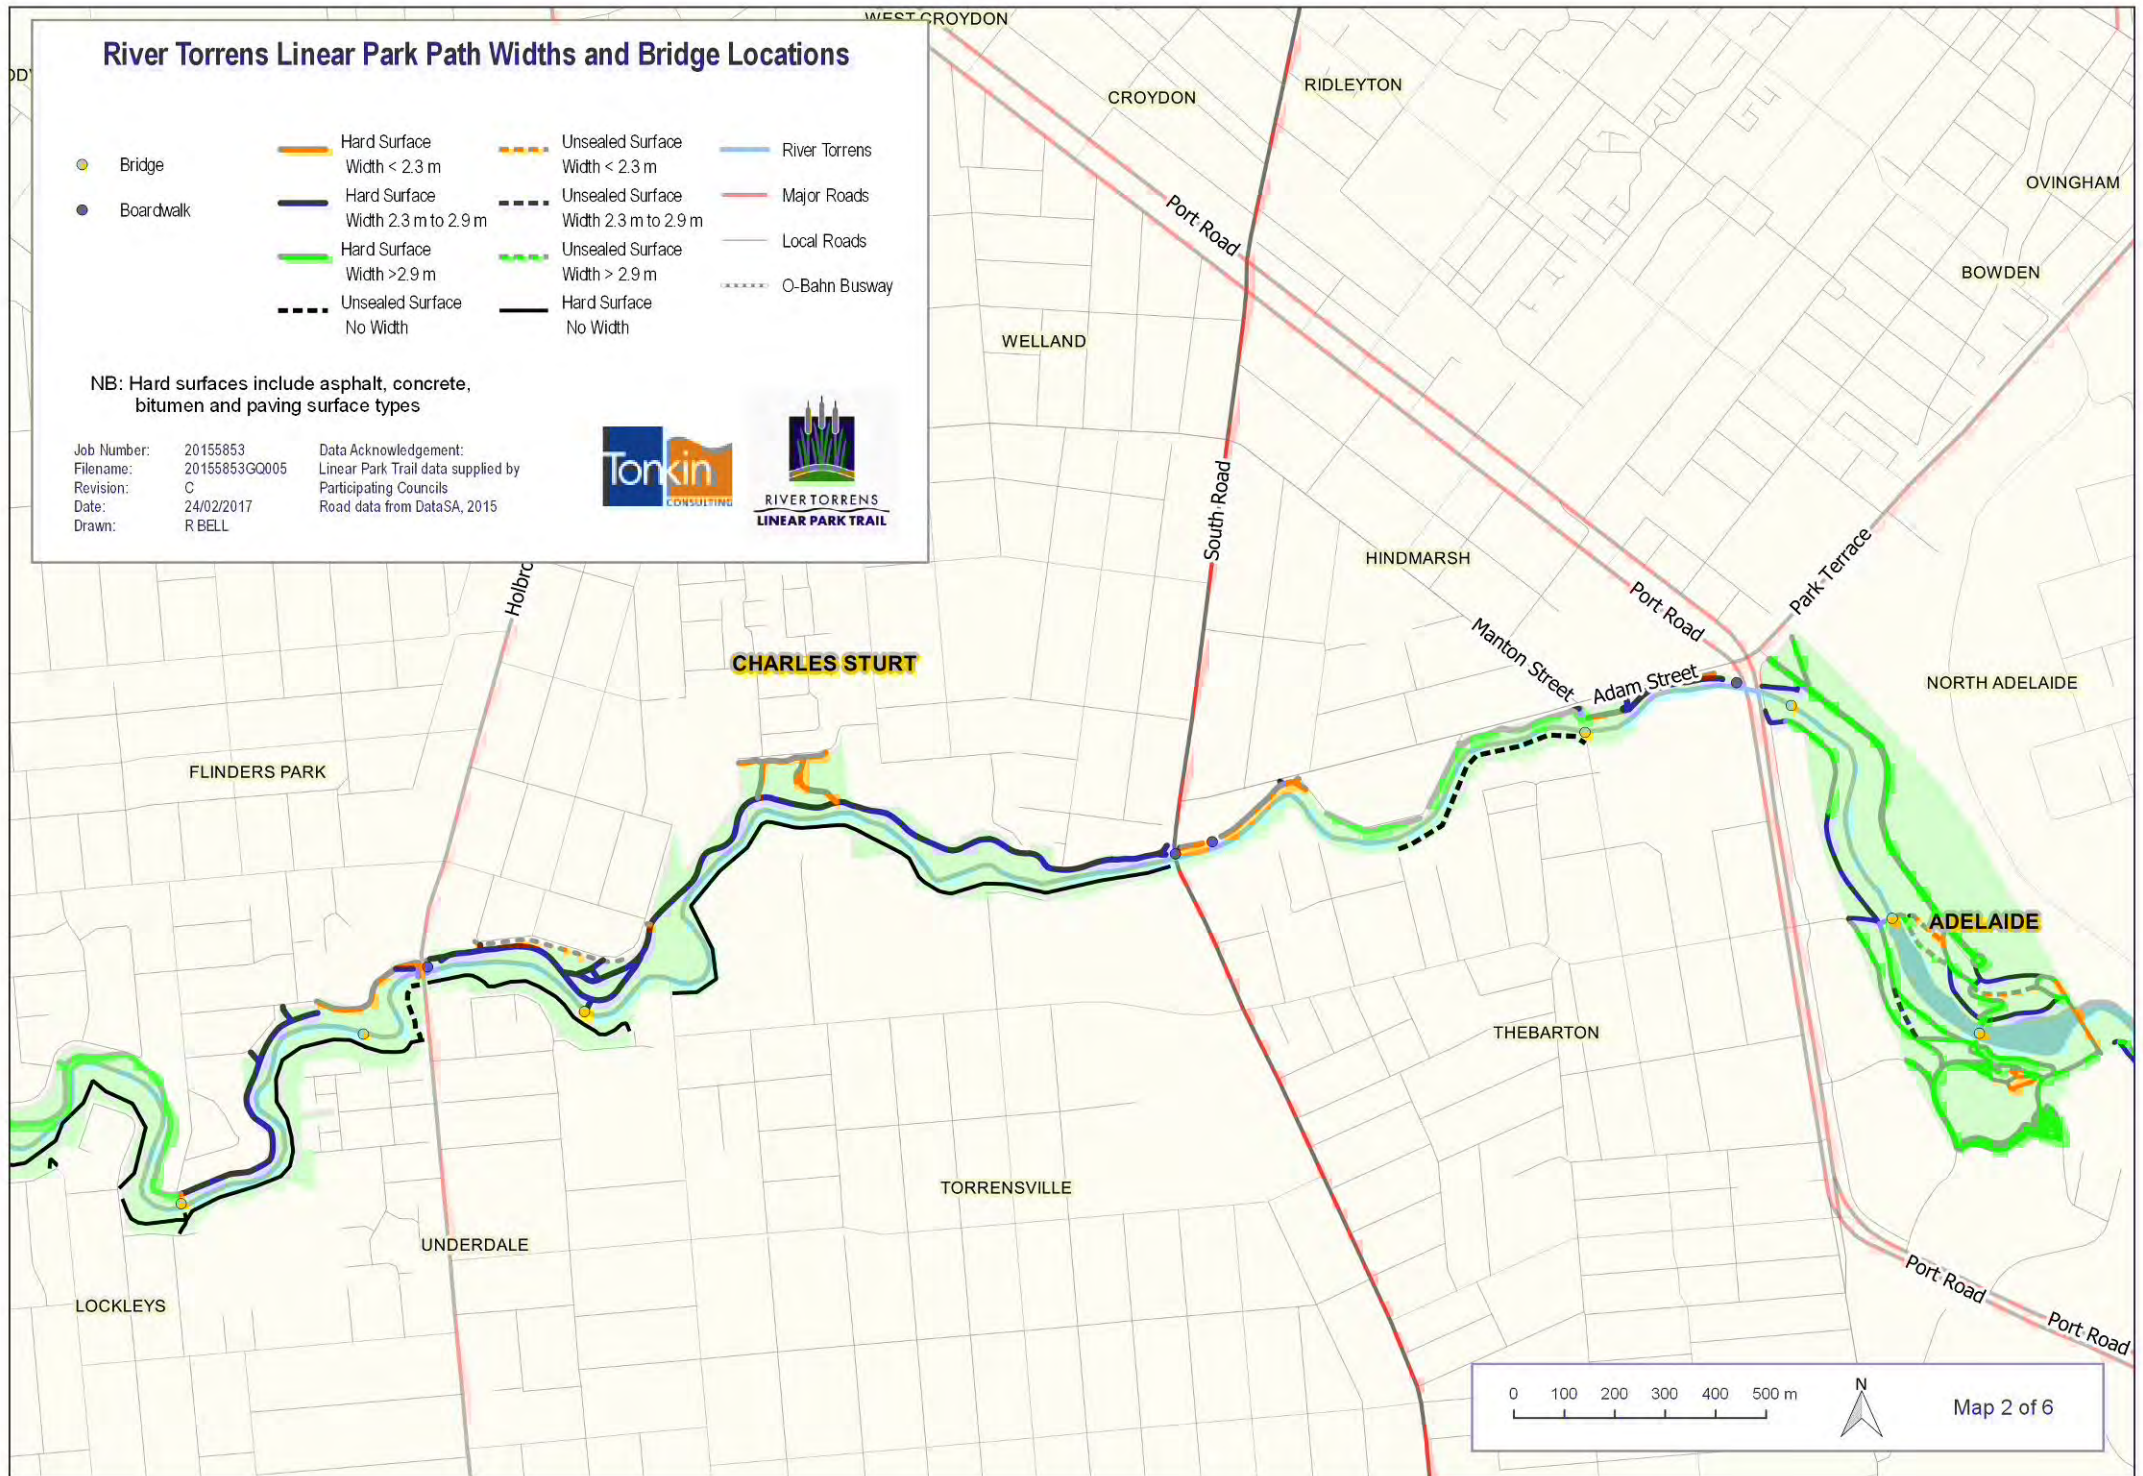 River Torrens Linear Park Path Widths and Bridge Locations
Bridge
Boardwalk
Hard Surface
Width < 2.3 m
Hard Surface
Width 2.3 m to 2.9 m
Hard Surface
Width >2.9 m
Unsealed Surface
No Width
Unsealed Surface
Width < 2.3 m
Unsealed Surface
Width 2.3 m to 2.9 m
Unsealed Surface
Width > 2.9 m
Hard Surface
No Width
River Torrens
Major Roads
Local Roads
O-Bahn Busway
NB: Hard surfaces include asphalt, concrete,
bitumen and paving surface types
Job Number: 20155853
Filename: 20155853GQ005
Revision: C
Date: 24/02/2017
Drawn: R BELL
Data Acknowledgement:
Linear Park Trail data supplied by
Participating Councils
Road data from DataSA, 2015
Tonkin
CONSULTING
RIVER TORRENS
LINEAR PARK TRAIL
WEST CROYDON
CROYDON
RIDLEYTON
OVINGHAM
BOWDEN
Port Road
WELLAND
South Road
HINDMARSH
Park Terrace
Port Road
Holbro
Manton Street
Adam Street
CHARLES STURT
NORTH ADELAIDE
FLINDERS PARK
ADELAIDE
THEBARTON
TORRENSVILLE
UNDERDALE
LOCKLEYS
Port Road
Port Road
0 100 200 300 400 500 m
N
Map 2 of 6